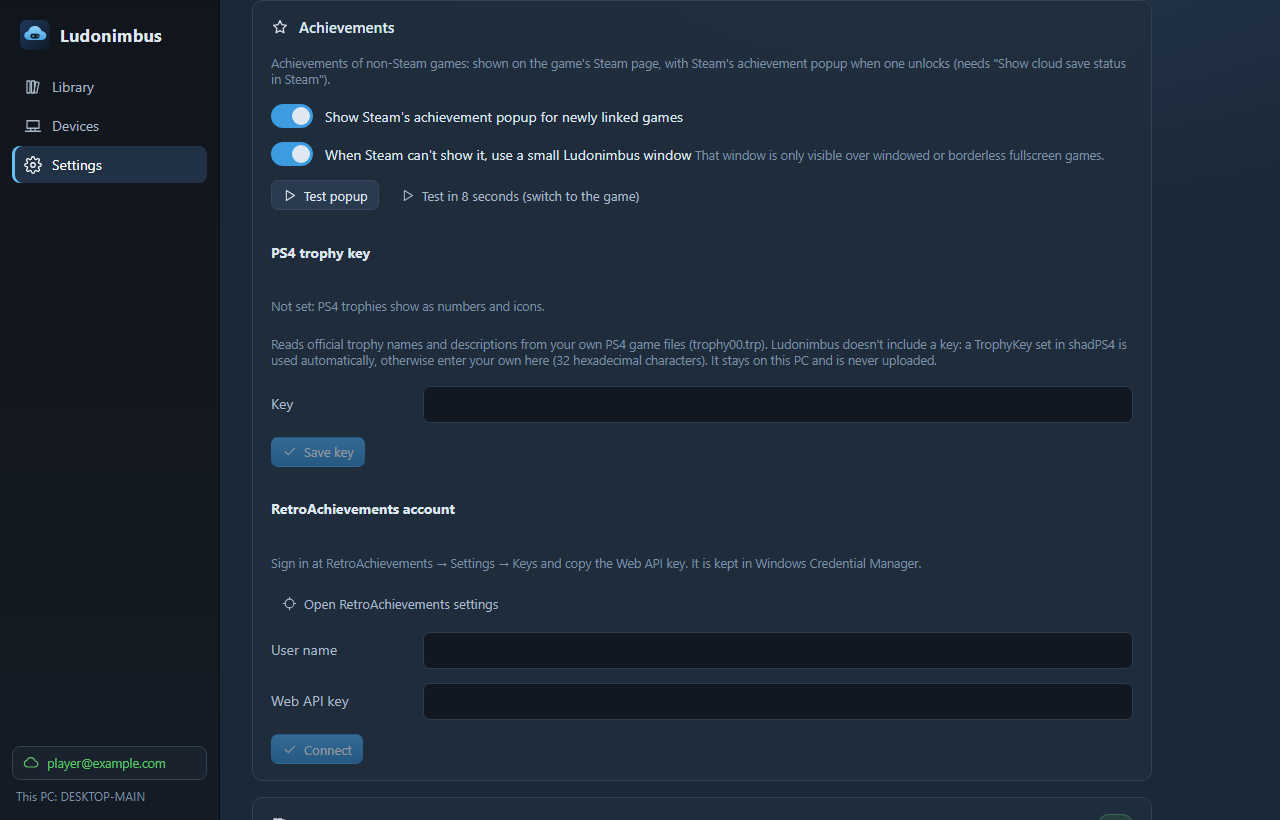 Ludonimbus
Library
Devices
Settings
player@example.com
This PC: DESKTOP-MAIN
Achievements
Achievements of non-Steam games: shown on the game's Steam page, with Steam's achievement popup when one unlocks (needs "Show cloud save status
in Steam").
Show Steam's achievement popup for newly linked games
When Steam can't show it, use a small Ludonimbus window That window is only visible over windowed or borderless fullscreen games.
Test popup
Test in 8 seconds (switch to the game)
PS4 trophy key
Not set: PS4 trophies show as numbers and icons.
Reads official trophy names and descriptions from your own PS4 game files (trophy00.trp). Ludonimbus doesn't include a key: a TrophyKey set in shadPS4 is
used automatically, otherwise enter your own here (32 hexadecimal characters). It stays on this PC and is never uploaded.
Key
Save key
RetroAchievements account
Sign in at RetroAchievements → Settings → Keys and copy the Web API key. It is kept in Windows Credential Manager.
Open RetroAchievements settings
User name
Web API key
Connect